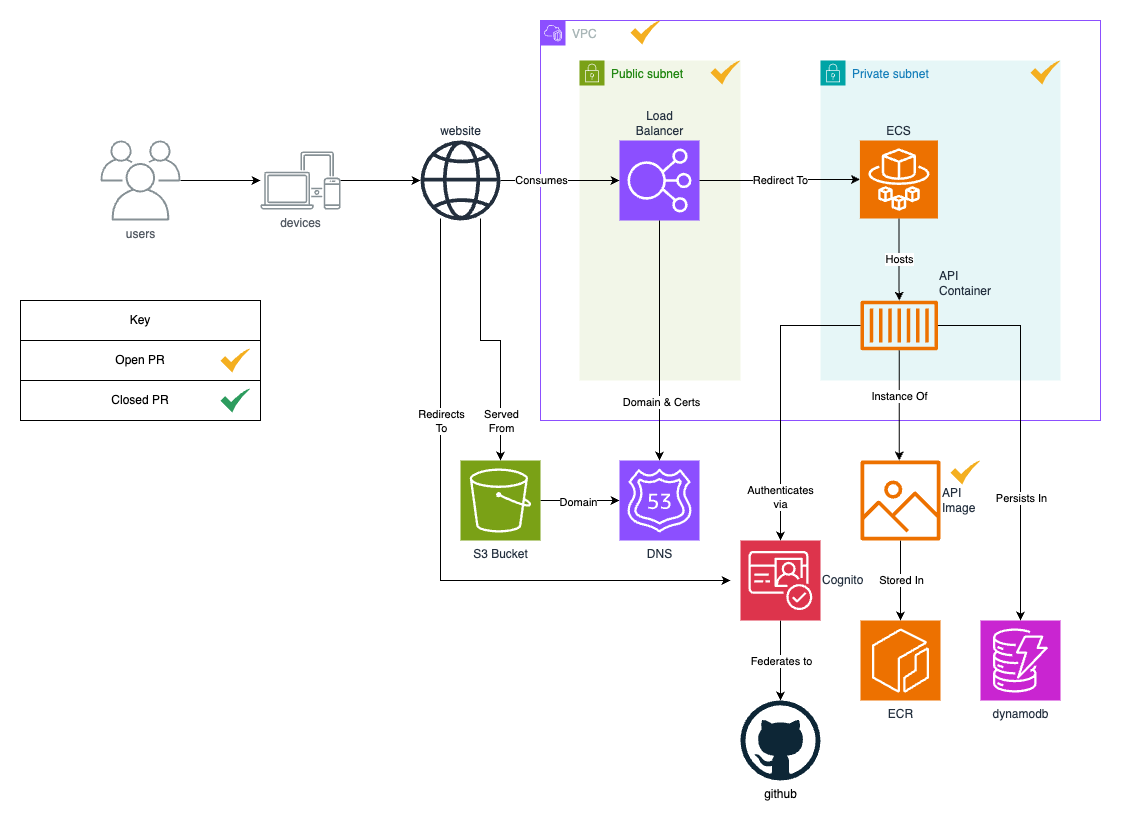 VPC
Public subnet
Private subnet
Load
Balancer
ECS
website
Consumes
Redirect To
users
devices
Hosts
API
Container
Key
Open PR
Closed PR
Redirects
To
Served
From
Domain & Certs
Instance Of
Authenticates
via
API
Image
Persists In
Domain
53
S3 Bucket
DNS
Cognito
Stored In
Federates to
ECR
dynamodb
github